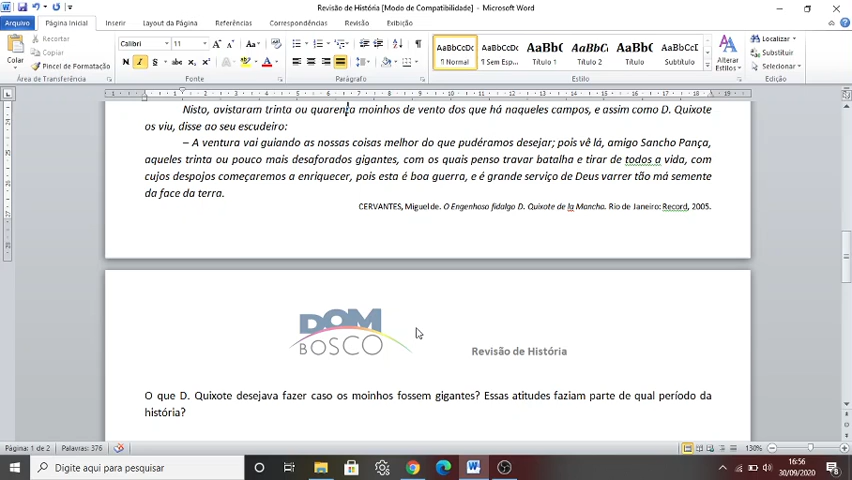 Revisão de História [Modo de Compatibilidade] - Microsoft Word
Arquivo Página Inicial Inserir Layout da Página Referências Correspondências Revisão Exibição
Colar
Recortar
Copiar
Pincel de Formatação
Área de Transferência
Calibri 11
N I S abc x₂ x² A
Fonte
Parágrafo
AaBbCcDc AaBbCcDc AaBbC AaBbCc AaBbC AaBbCcI
¶ Normal ¶ Sem Esp... Título 1 Título 2 Título Subtítulo
Alterar Estilos
Estilo
Localizar
Substituir
Selecionar
Edição
Nisto, avistaram trinta ou quarenta moinhos de vento dos que há naqueles campos, e assim como D. Quixote
os viu, disse ao seu escudeiro:
– A ventura vai guiando as nossas coisas melhor do que pudéramos desejar; pois vê lá, amigo Sancho Pança,
aqueles trinta ou pouco mais desaforados gigantes, com os quais penso travar batalha e tirar de todos a vida, com
cujos despojos começaremos a enriquecer, pois esta é boa guerra, e é grande serviço de Deus varrer tão má semente
da face da terra.
CERVANTES, Miguel de. O Engenhoso fidalgo D. Quixote de la Mancha. Rio de Janeiro: Record, 2005.
DOM
BOSCO
Revisão de História
O que D. Quixote desejava fazer caso os moinhos fossem gigantes? Essas atitudes faziam parte de qual período da
história?
Página: 1 de 2 Palavras: 376 130%
Digite aqui para pesquisar
16:56
30/09/2020
8